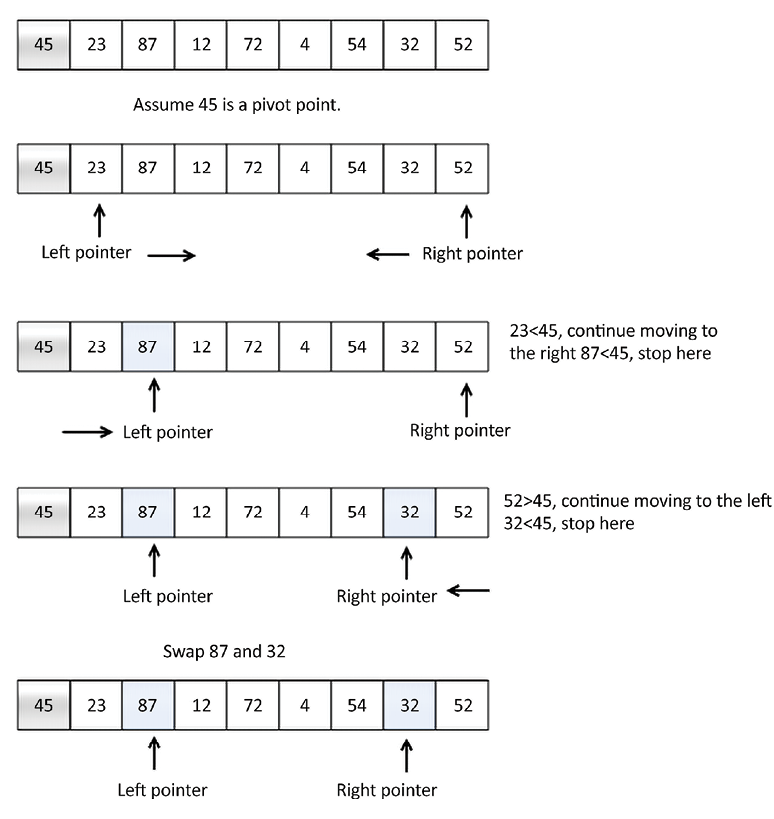 45 23 87 12 72 4 54 32 52
Assume 45 is a pivot point.
45 23 87 12 72 4 54 32 52
Left pointer
Right pointer
45 23 87 12 72 4 54 32 52
23<45, continue moving to
the right 87<45, stop here
Left pointer
Right pointer
45 23 87 12 72 4 54 32 52
52>45, continue moving to the left
32<45, stop here
Left pointer
Right pointer
Swap 87 and 32
45 23 87 12 72 4 54 32 52
Left pointer
Right pointer